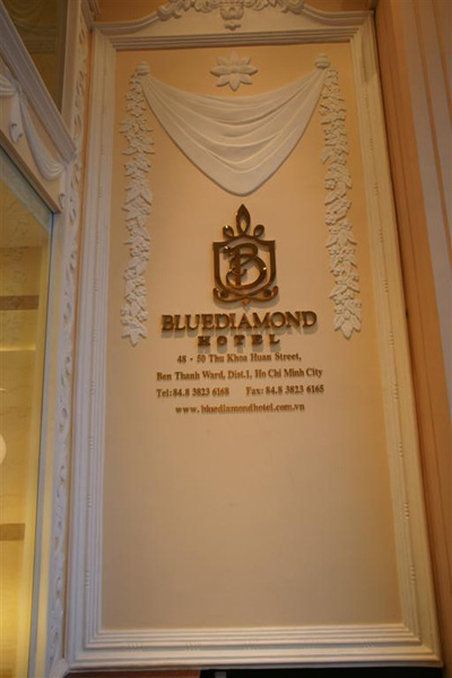 B
BLUEDIAMOND
HOTEL
48 - 50 Thu Khoa Huan Street,
Ben Thanh Ward, Dist.1, Ho Chi Minh City
Tel: 84.8 3823 6168 Fax: 84.8 3823 6165
www.bluediamondhotel.com.vn